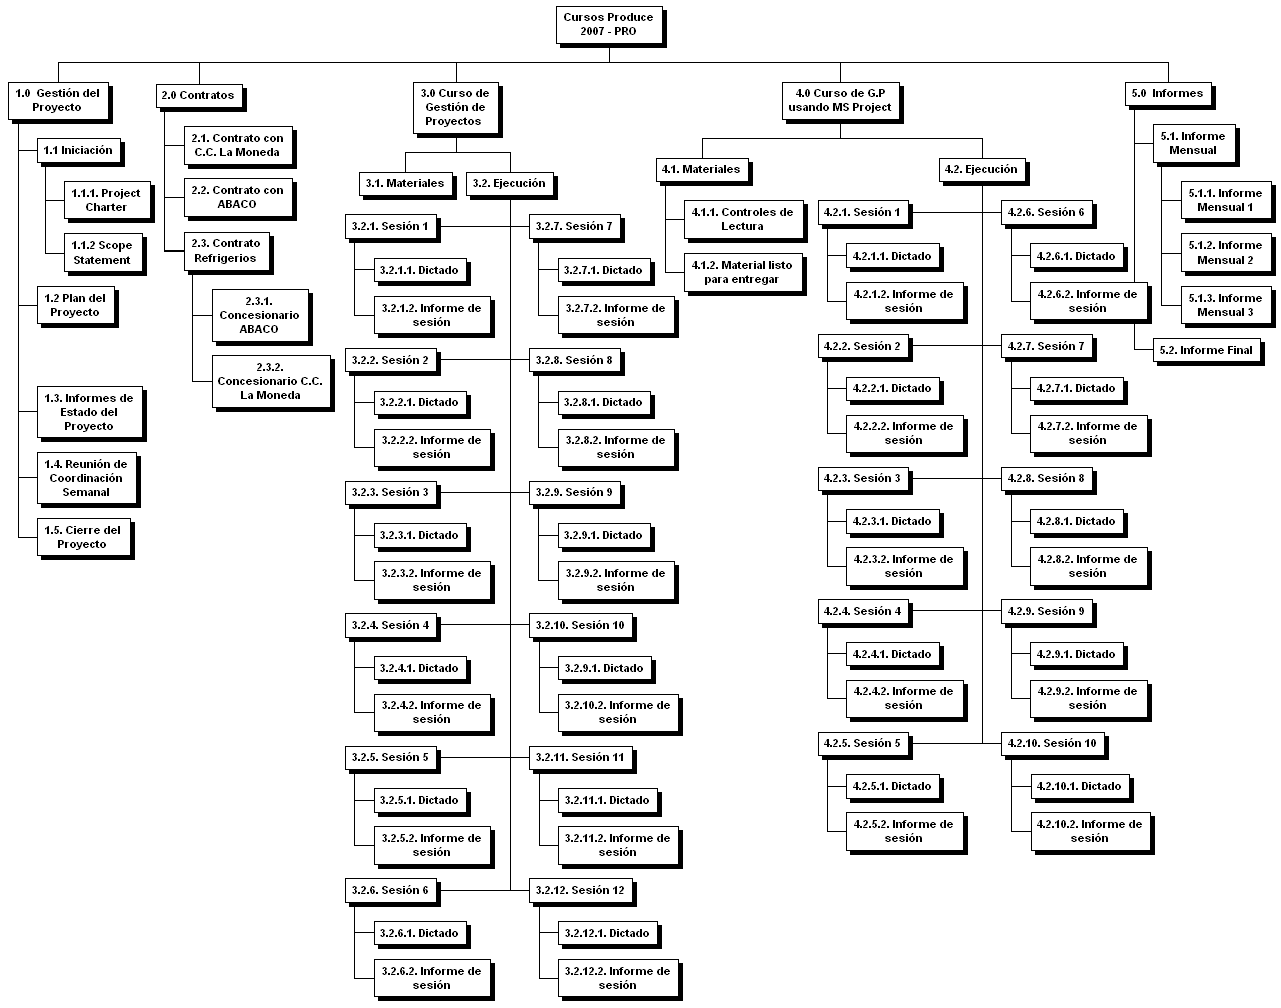 Cursos Produce
2007 - PRO
1.0 Gestión del
Proyecto
1.1 Iniciación
1.1.1. Project
Charter
1.1.2 Scope
Statement
1.2 Plan del
Proyecto
1.3. Informes de
Estado del
Proyecto
1.4. Reunión de
Coordinación
Semanal
1.5. Cierre del
Proyecto
2.0 Contratos
2.1. Contrato con
C.C. La Moneda
2.2. Contrato con
ABACO
2.3. Contrato
Refrigerios
2.3.1.
Concesionario
ABACO
2.3.2.
Concesionario C.C.
La Moneda
3.0 Curso de
Gestión de
Proyectos
3.1. Materiales
3.2. Ejecución
3.2.1. Sesión 1
3.2.1.1. Dictado
3.2.1.2. Informe de
sesión
3.2.2. Sesión 2
3.2.2.1. Dictado
3.2.2.2. Informe de
sesión
3.2.3. Sesión 3
3.2.3.1. Dictado
3.2.3.2. Informe de
sesión
3.2.4. Sesión 4
3.2.4.1. Dictado
3.2.4.2. Informe de
sesión
3.2.5. Sesión 5
3.2.5.1. Dictado
3.2.5.2. Informe de
sesión
3.2.6. Sesión 6
3.2.6.1. Dictado
3.2.6.2. Informe de
sesión
3.2.7. Sesión 7
3.2.7.1. Dictado
3.2.7.2. Informe de
sesión
3.2.8. Sesión 8
3.2.8.1. Dictado
3.2.8.2. Informe de
sesión
3.2.9. Sesión 9
3.2.9.1. Dictado
3.2.9.2. Informe de
sesión
3.2.10. Sesión 10
3.2.9.1. Dictado
3.2.10.2. Informe de
sesión
3.2.11. Sesión 11
3.2.11.1. Dictado
3.2.11.2. Informe de
sesión
3.2.12. Sesión 12
3.2.12.1. Dictado
3.2.12.2. Informe de
sesión
4.0 Curso de G.P
usando MS Project
4.1. Materiales
4.1.1. Controles de
Lectura
4.1.2. Material listo
para entregar
4.2. Ejecución
4.2.1. Sesión 1
4.2.1.1. Dictado
4.2.1.2. Informe de
sesión
4.2.2. Sesión 2
4.2.2.1. Dictado
4.2.2.2. Informe de
sesión
4.2.3. Sesión 3
4.2.3.1. Dictado
4.2.3.2. Informe de
sesión
4.2.4. Sesión 4
4.2.4.1. Dictado
4.2.4.2. Informe de
sesión
4.2.5. Sesión 5
4.2.5.1. Dictado
4.2.5.2. Informe de
sesión
4.2.6. Sesión 6
4.2.6.1. Dictado
4.2.6.2. Informe de
sesión
4.2.7. Sesión 7
4.2.7.1. Dictado
4.2.7.2. Informe de
sesión
4.2.8. Sesión 8
4.2.8.1. Dictado
4.2.8.2. Informe de
sesión
4.2.9. Sesión 9
4.2.9.1. Dictado
4.2.9.2. Informe de
sesión
4.2.10. Sesión 10
4.2.10.1. Dictado
4.2.10.2. Informe de
sesión
5.0 Informes
5.1. Informe
Mensual
5.1.1. Informe
Mensual 1
5.1.2. Informe
Mensual 2
5.1.3. Informe
Mensual 3
5.2. Informe Final